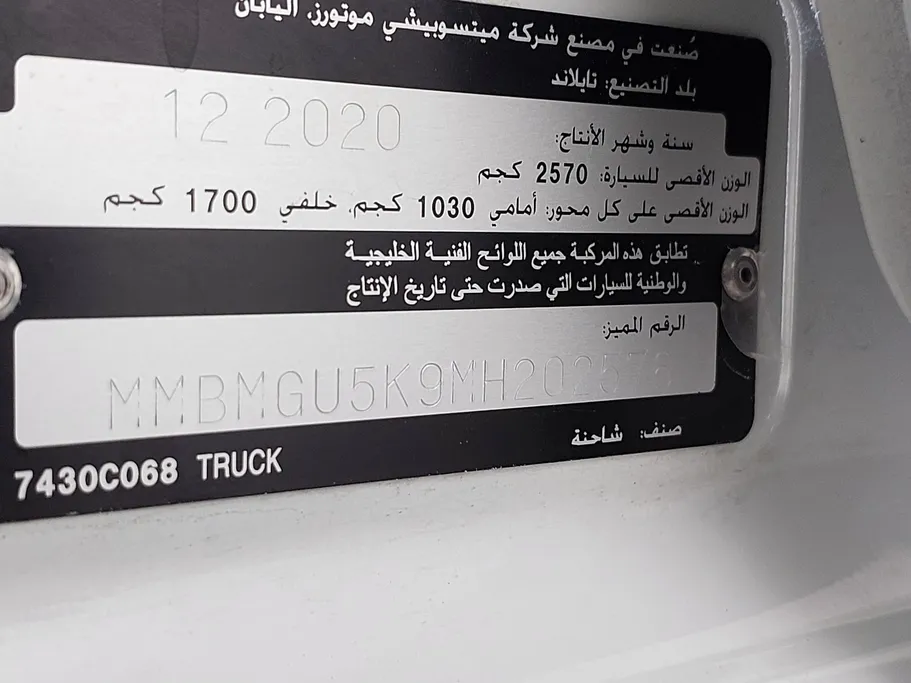 صُنعت في مصنع شركة ميتسوبيشي موتورز، اليابان
بلد التصنيع: تايلاند
سنة وشهر الأنتاج:
12 2020
الوزن الأقصى للسيارة: 2570 كجم
الوزن الأقصى على كل محور: أمامي 1030 كجم. خلفي 1700 كجم
تطابق هذه المركبة جميع اللوائح الفنية الخليجية
والوطنية للسيارات التي صدرت حتى تاريخ الإنتاج
الرقم المميز:
صنف: شاحنة
7430C068 TRUCK